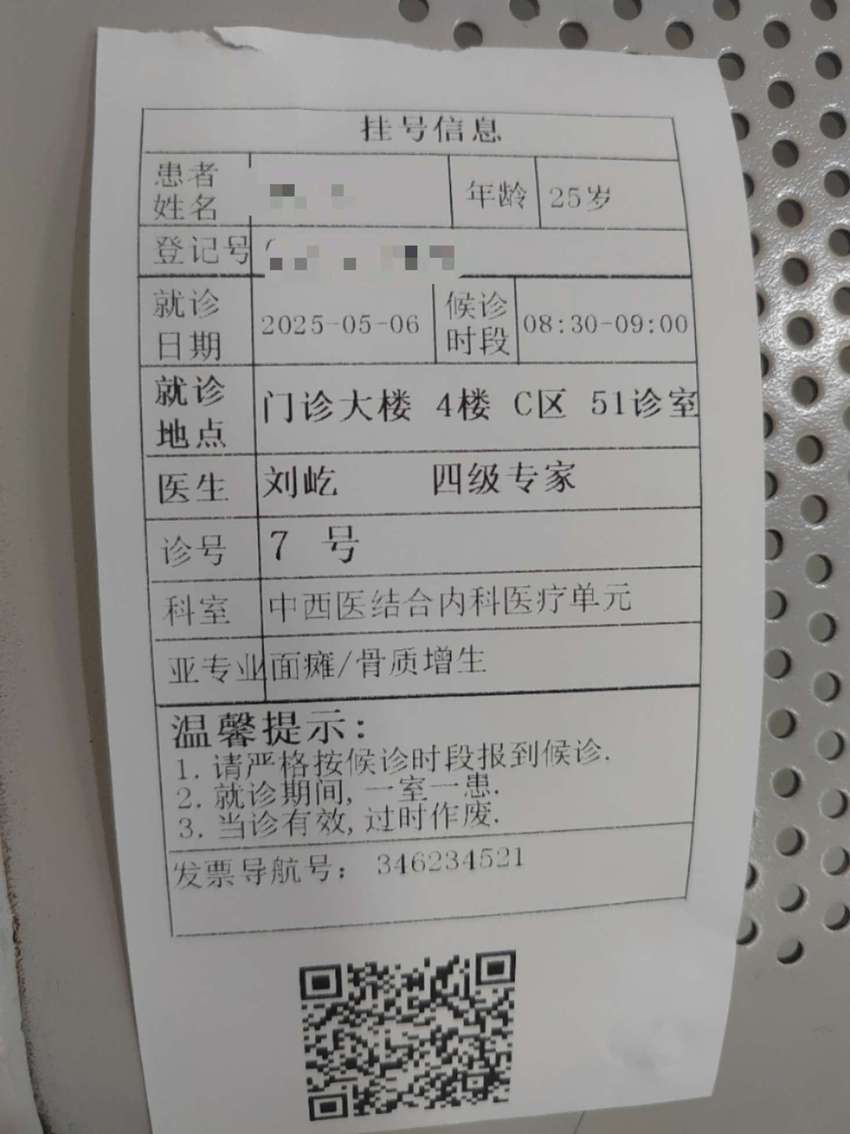 挂号信息
患者姓名 年龄 25岁
登记号
就诊日期 2025-05-06 候诊时段 08:30-09:00
就诊地点 门诊大楼 4楼 C区 51诊室
医生 刘屹 四级专家
诊号 7 号
科室 中西医结合内科医疗单元
亚专业 面瘫/骨质增生
温馨提示:
1. 请严格按候诊时段报到候诊.
2. 就诊期间, 一室一患.
3. 当诊有效, 过时作废.
发票导航号: 346234521